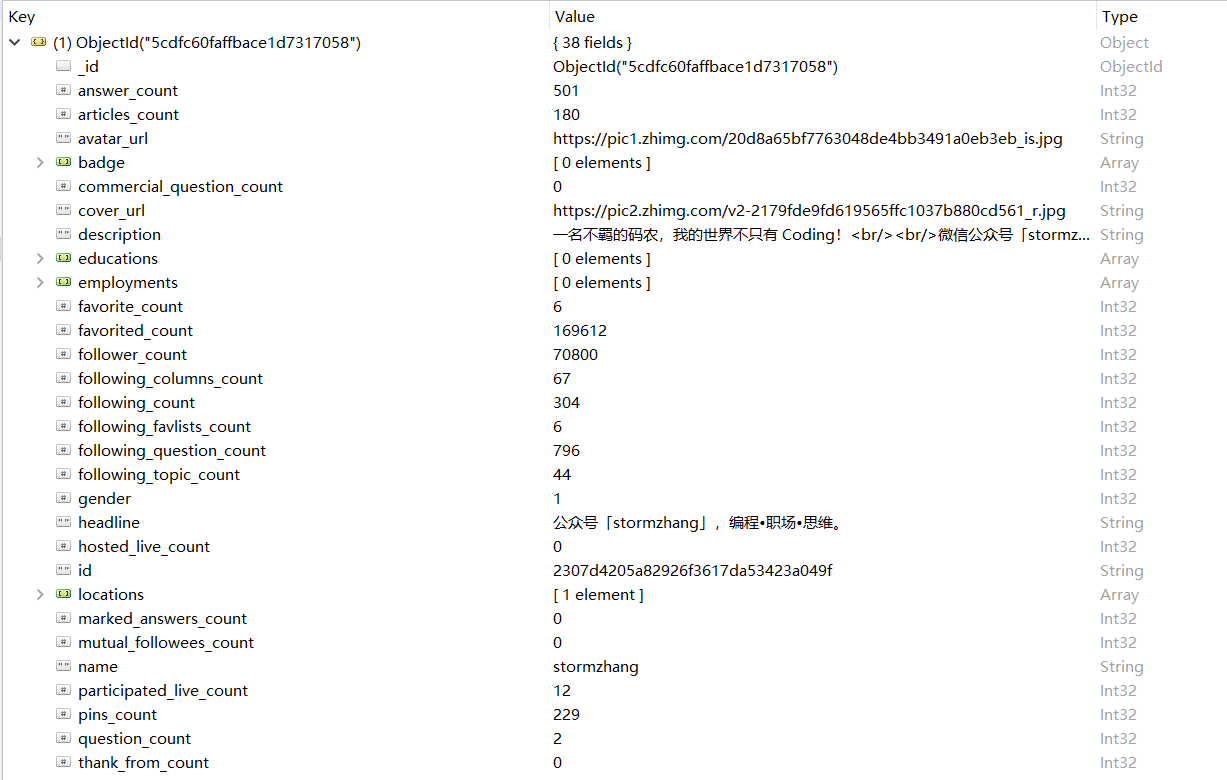 Key Value Type
(1) ObjectId("5cdfc60faffbace1d7317058") { 38 fields } Object
_id ObjectId("5cdfc60faffbace1d7317058") ObjectId
answer_count 501 Int32
articles_count 180 Int32
avatar_url https://pic1.zhimg.com/20d8a65bf7763048de4bb3491a0eb3eb_is.jpg String
badge [ 0 elements ] Array
commercial_question_count 0 Int32
cover_url https://pic2.zhimg.com/v2-2179fde9fd619565ffc1037b880cd561_r.jpg String
description 一名不羁的码农，我的世界不只有 Coding！<br/><br/>微信公众号「stormz... String
educations [ 0 elements ] Array
employments [ 0 elements ] Array
favorite_count 6 Int32
favorited_count 169612 Int32
follower_count 70800 Int32
following_columns_count 67 Int32
following_count 304 Int32
following_favlists_count 6 Int32
following_question_count 796 Int32
following_topic_count 44 Int32
gender 1 Int32
headline 公众号「stormzhang」，编程•职场•思维。 String
hosted_live_count 0 Int32
id 2307d4205a82926f3617da53423a049f String
locations [ 1 element ] Array
marked_answers_count 0 Int32
mutual_followees_count 0 Int32
name stormzhang String
participated_live_count 12 Int32
pins_count 229 Int32
question_count 2 Int32
thank_from_count 0 Int32